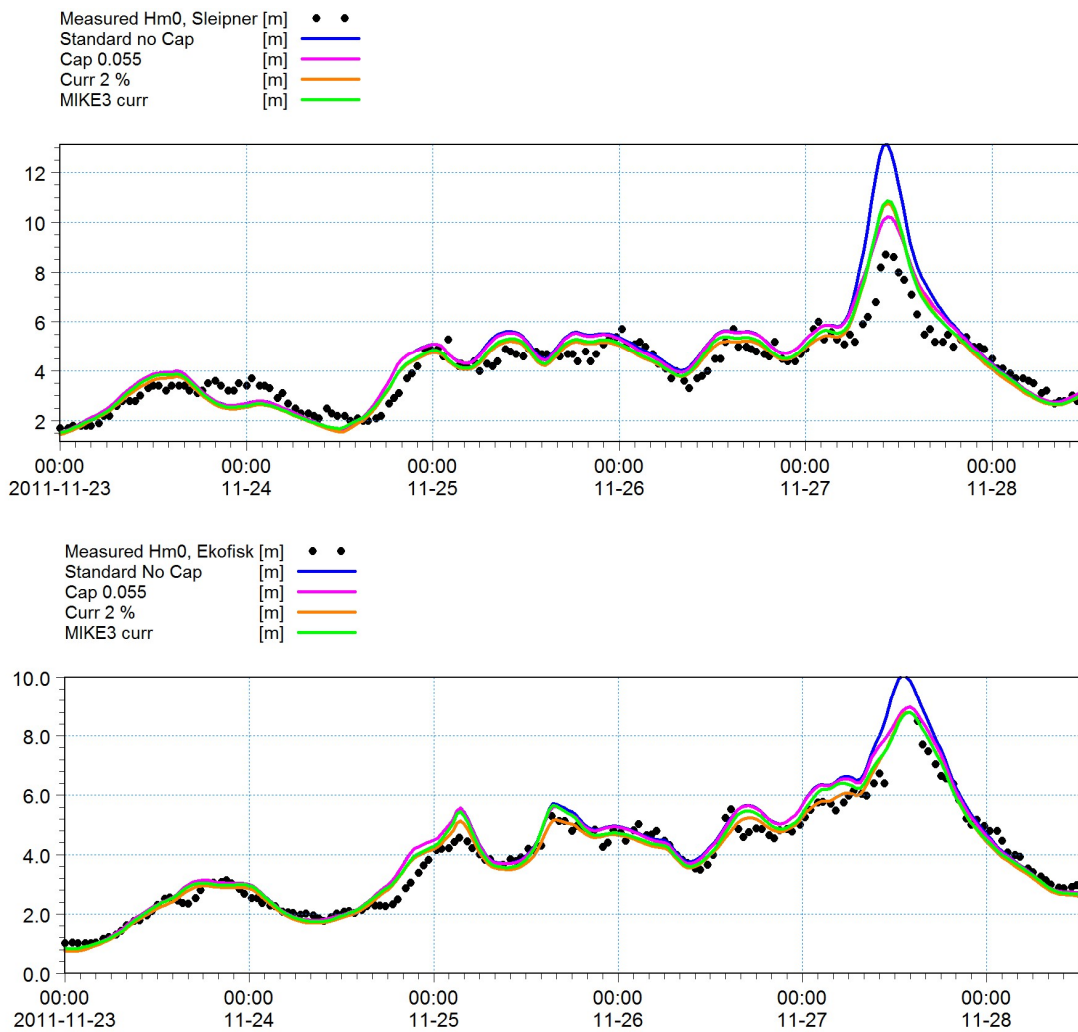 Measured Hm0, Sleipner [m]
Standard no Cap [m]
Cap 0.055 [m]
Curr 2 % [m]
MIKE3 curr [m]
12
10
8
6
4
2
00:00 00:00 00:00 00:00 00:00 00:00
2011-11-23 11-24 11-25 11-26 11-27 11-28
Measured Hm0, Ekofisk [m]
Standard No Cap [m]
Cap 0.055 [m]
Curr 2 % [m]
MIKE3 curr [m]
10.0
8.0
6.0
4.0
2.0
0.0
00:00 00:00 00:00 00:00 00:00 00:00
2011-11-23 11-24 11-25 11-26 11-27 11-28